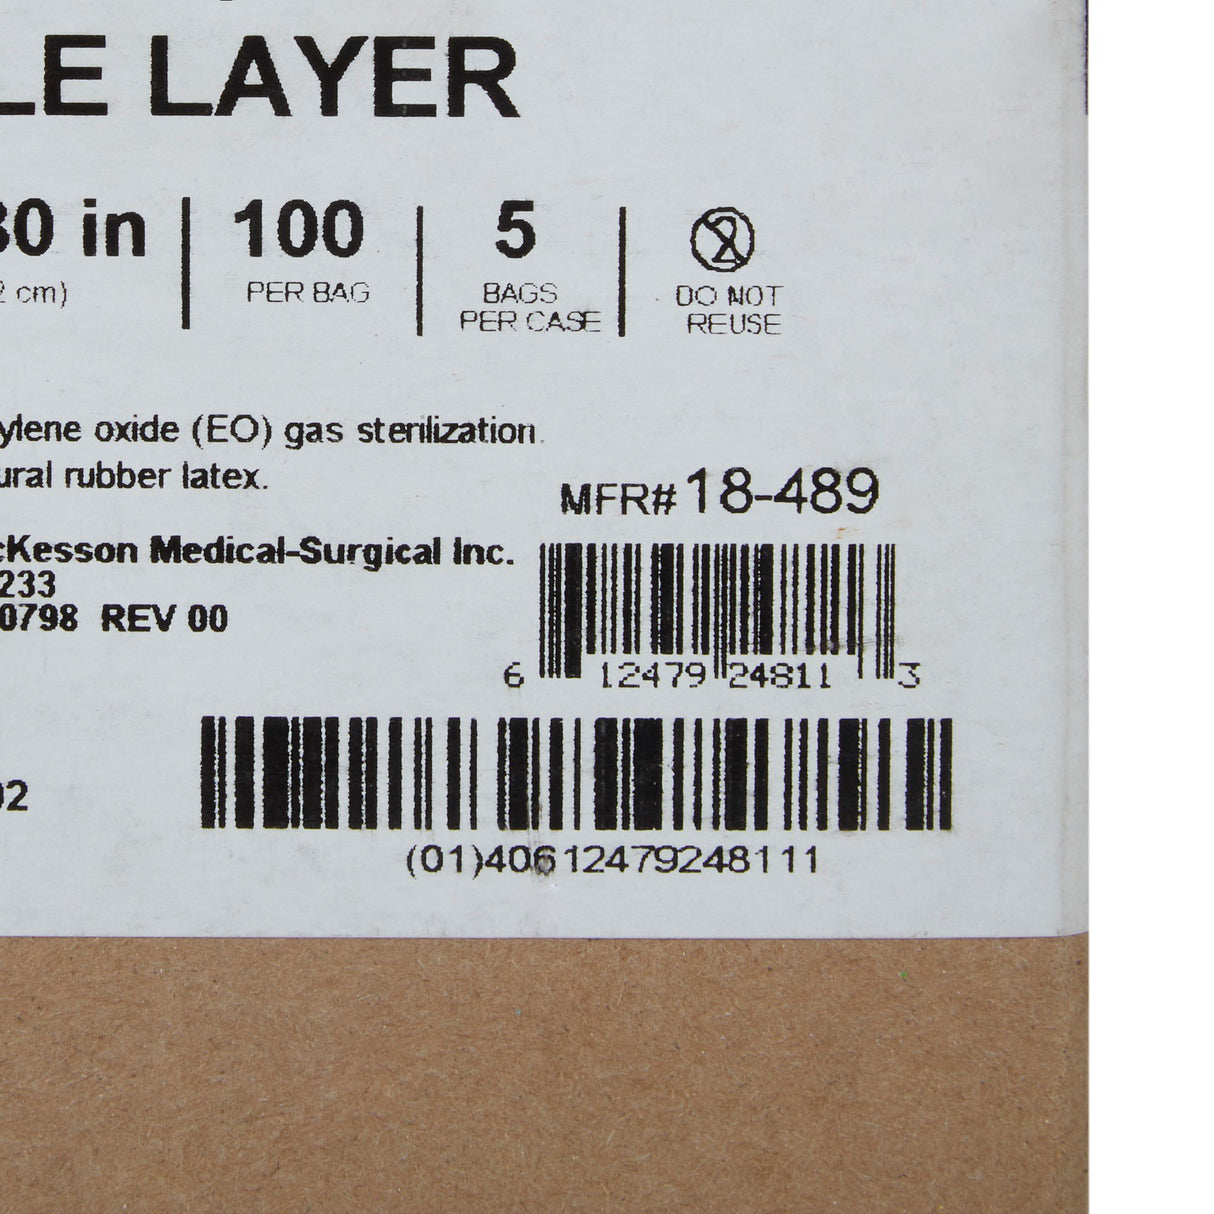 LE LAYER
30 in
100
5
2 cm)
PER BAG
BAGS
PER CASE
DO NOT
REUSE
ylene oxide (EO) gas sterilization.
ural rubber latex.
MFR# 18-489
cKesson Medical-Surgical Inc.
233
0798 REV 00
6 12479 24811 3
02
(01)40612479248111